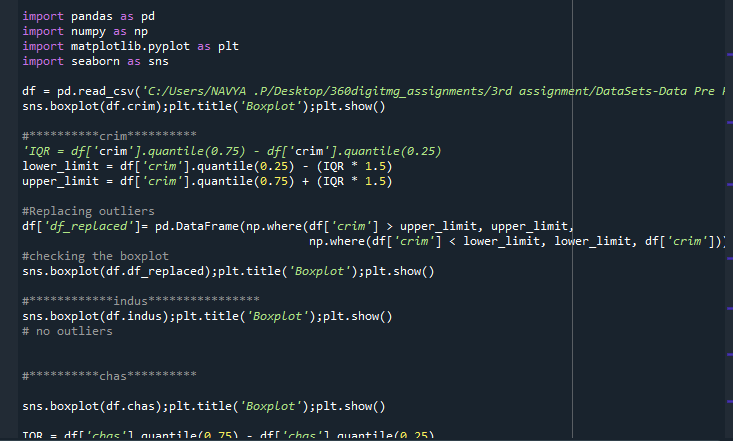 import pandas as pd
import numpy as np
import matplotlib.pyplot as plt
import seaborn as sns
df = pd.read_csv('C:/Users/NAVYA .P/Desktop/360digitmg_assignments/3rd assignment/DataSets-Data Pre
sns.boxplot(df.crim);plt.title('Boxplot');plt.show()
#**********crim**********
'IQR = df['crim'].quantile(0.75) - df['crim'].quantile(0.25)
lower_limit = df['crim'].quantile(0.25) - (IQR * 1.5)
upper_limit = df['crim'].quantile(0.75) + (IQR * 1.5)
#Replacing outliers
df['df_replaced']= pd.DataFrame(np.where(df['crim'] > upper_limit, upper_limit,
np.where(df['crim'] < lower_limit, lower_limit, df['crim']))
#checking the boxplot
sns.boxplot(df.df_replaced);plt.title('Boxplot');plt.show()
#************indus****************
sns.boxplot(df.indus);plt.title('Boxplot');plt.show()
# no outliers
#**********chas**********
sns.boxplot(df.chas);plt.title('Boxplot');plt.show()
IQR = df['chas'].quantile(0.75) - df['chas'].quantile(0.25)